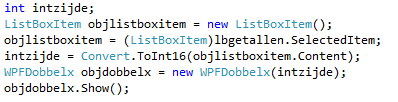 int intzijde;
ListBoxItem objlistboxitem = new ListBoxItem();
objlistboxitem = (ListBoxItem)lbgetallen.SelectedItem;
intzijde = Convert.ToInt16(objlistboxitem.Content);
WPFDobbelx objdobbelx = new WPFDobbelx(intzijde);
objdobbelx.Show();